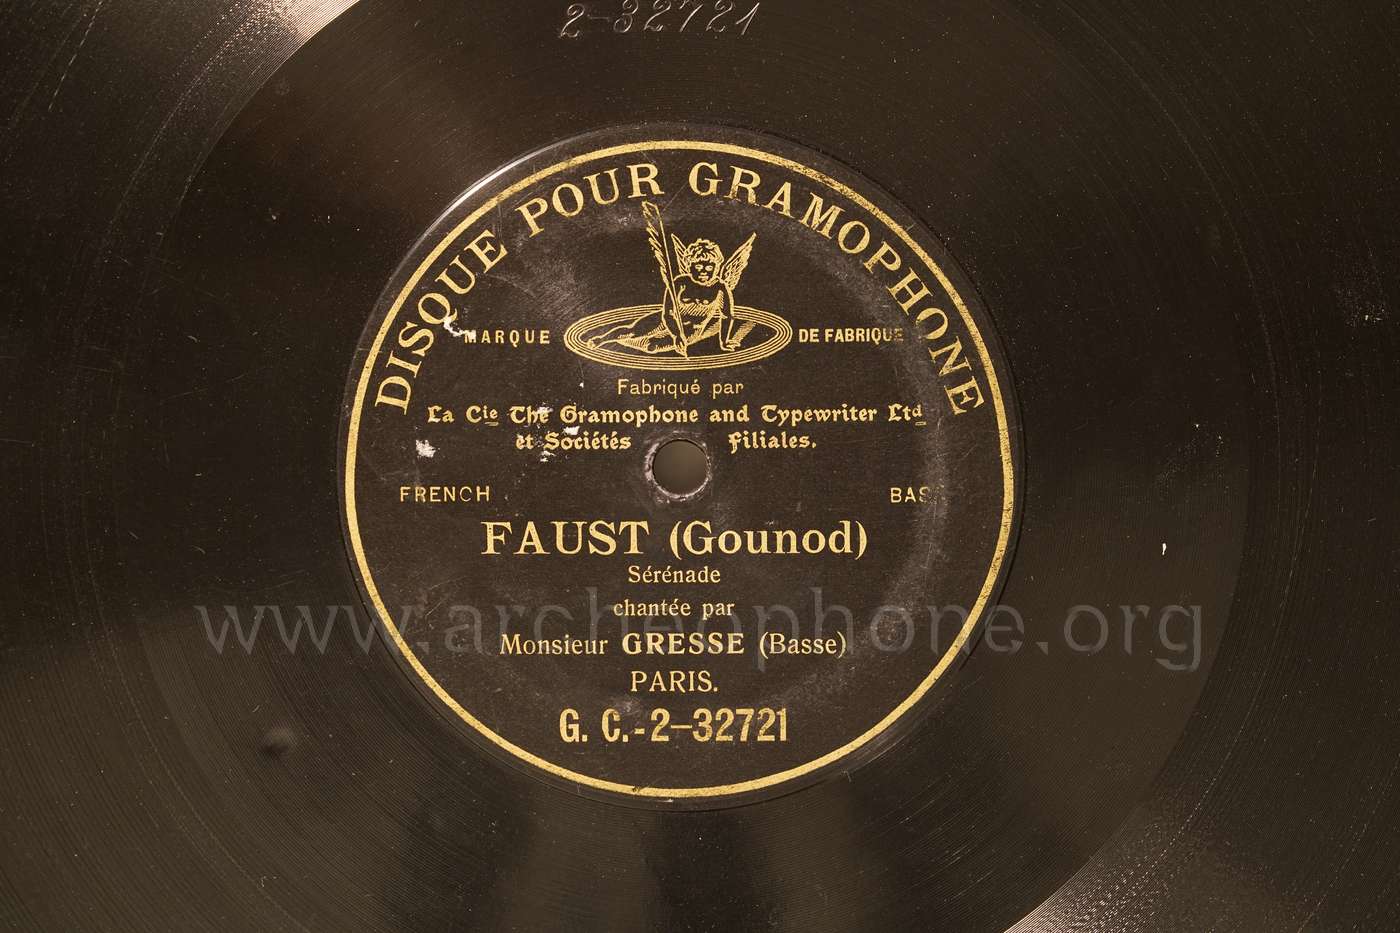 2-32721
DISQUE POUR GRAMOPHONE
MARQUE DE FABRIQUE
Fabriqué par
La Cie The Gramophone and Typewriter Ltd
et Sociétés filiales.
FRENCH BAS
FAUST (Gounod)
Sérénade
chantée par
www.archeophone.org
Monsieur GRESSE (Basse)
PARIS.
G. C.-2-32721